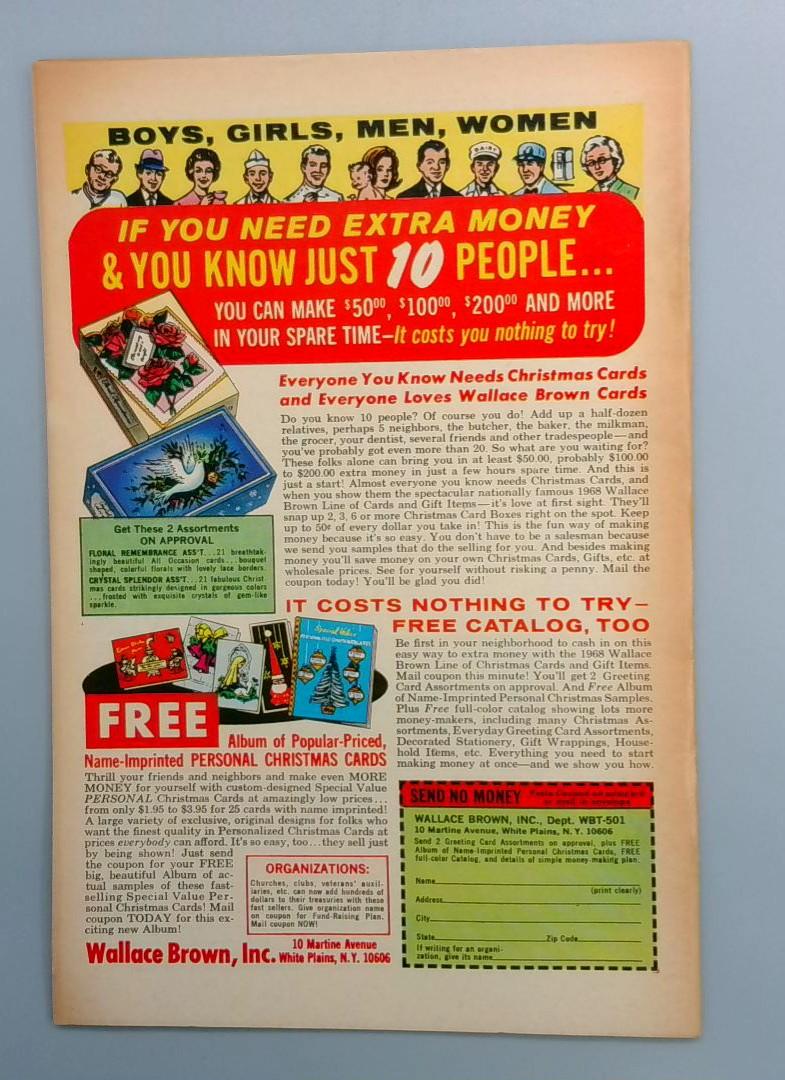 BOYS, GIRLS, MEN, WOMEN
DAIRY
IF YOU NEED EXTRA MONEY
& YOU KNOW JUST 10 PEOPLE...
YOU CAN MAKE $50⁰⁰, $100⁰⁰, $200⁰⁰ AND MORE
IN YOUR SPARE TIME—It costs you nothing to try!
Everyone You Know Needs Christmas Cards
and Everyone Loves Wallace Brown Cards
Do you know 10 people? Of course you do! Add up a half-dozen
relatives, perhaps 5 neighbors, the butcher, the baker, the milkman,
the grocer, your dentist, several friends and other tradespeople—and
you've probably got even more than 20. So what are you waiting for?
These folks alone can bring you in at least $50.00, probably $100.00
to $200.00 extra money in just a few hours spare time. And this is
just a start! Almost everyone you know needs Christmas Cards, and
when you show them the spectacular nationally famous 1968 Wallace
Brown Line of Cards and Gift Items—it's love at first sight. They'll
snap up 2, 3, 6 or more Christmas Card Boxes right on the spot. Keep
up to 50¢ of every dollar you take in! This is the fun way of making
money because it's so easy. You don't have to be a salesman because
we send you samples that do the selling for you. And besides making
money you'll save money on your own Christmas Cards, Gifts, etc. at
wholesale prices. See for yourself without risking a penny. Mail the
coupon today! You'll be glad you did!
Get These 2 Assortments
ON APPROVAL
FLORAL REMEMBRANCE ASS'T...21 breathtak-
ingly beautiful All Occasion cards...bouquet
shaped, colorful florals with lovely lace borders.
CRYSTAL SPLENDOR ASS'T...21 fabulous Christ
mas cards strikingly designed in gorgeous colors
...frosted with exquisite crystals of gem-like
sparkle.
IT COSTS NOTHING TO TRY—
FREE CATALOG, TOO
Be first in your neighborhood to cash in on this
easy way to extra money with the 1968 Wallace
Brown Line of Christmas Cards and Gift Items.
Mail coupon this minute! You'll get 2 Greeting
Card Assortments on approval. And Free Album
of Name-Imprinted Personal Christmas Samples.
Plus Free full-color catalog showing lots more
money-makers, including many Christmas As-
sortments, Everyday Greeting Card Assortments,
Decorated Stationery, Gift Wrappings, House-
hold Items, etc. Everything you need to start
making money at once—and we show you how.
Special Value
FREE
Album of Popular-Priced,
Name-Imprinted PERSONAL CHRISTMAS CARDS
Thrill your friends and neighbors and make even MORE
MONEY for yourself with custom-designed Special Value
PERSONAL Christmas Cards at amazingly low prices...
from only $1.95 to $3.95 for 25 cards with name imprinted!
A large variety of exclusive, original designs for folks who
want the finest quality in Personalized Christmas Cards at
prices everybody can afford. It's so easy, too...they sell just
by being shown! Just send
the coupon for your FREE
big, beautiful Album of ac-
tual samples of these fast-
selling Special Value Per-
sonal Christmas Cards! Mail
coupon TODAY for this ex-
citing new Album!
ORGANIZATIONS:
Churches, clubs, veterans' auxil-
iaries, etc. can now add hundreds of
dollars to their treasuries with these
fast sellers. Give organization name
on coupon for Fund-Raising Plan.
Mail coupon NOW!
Wallace Brown, Inc. 10 Martine Avenue
White Plains, N.Y. 10606
SEND NO MONEY
Paste Coupon on postcard
or mail in envelope
WALLACE BROWN, INC., Dept. WBT-501
10 Martine Avenue, White Plains, N. Y. 10606
Send 2 Greeting Card Assortments on approval, plus FREE
Album of Name-Imprinted Personal Christmas Cards, FREE
full-color Catalog, and details of simple money-making plan.
Name
(print clearly)
Address
City
State Zip Code
If writing for an organi-
zation, give its name